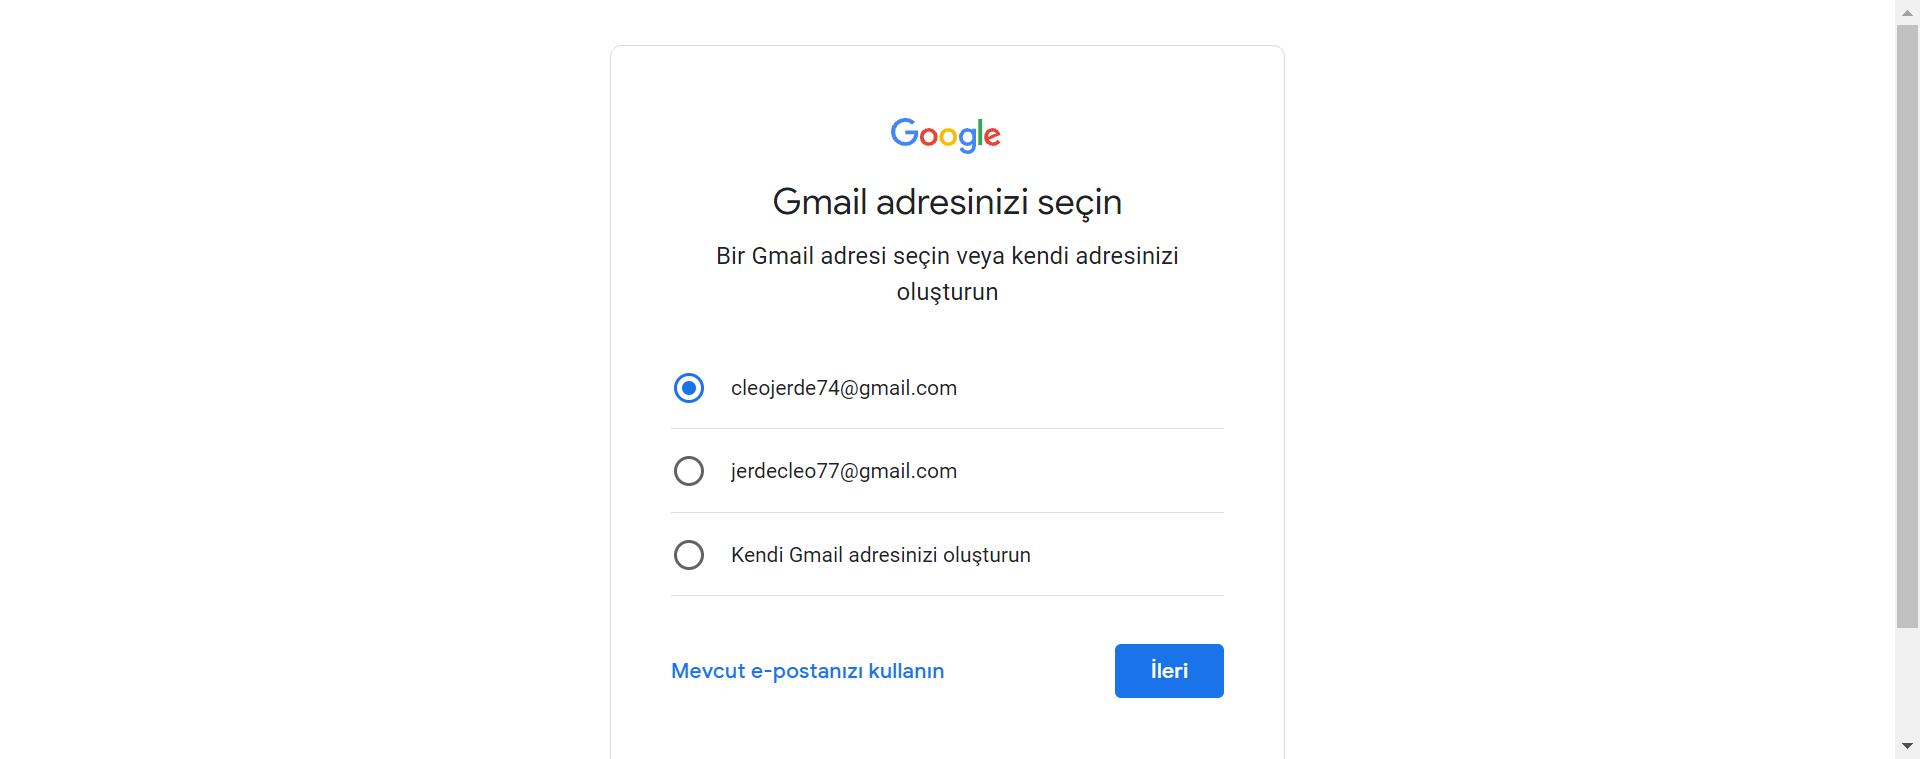 Google
Gmail adresinizi seçin
Bir Gmail adresi seçin veya kendi adresinizi
oluşturun
cleojerde74@gmail.com
jerdecleo77@gmail.com
Kendi Gmail adresinizi oluşturun
Mevcut e-postanızı kullanın
İleri